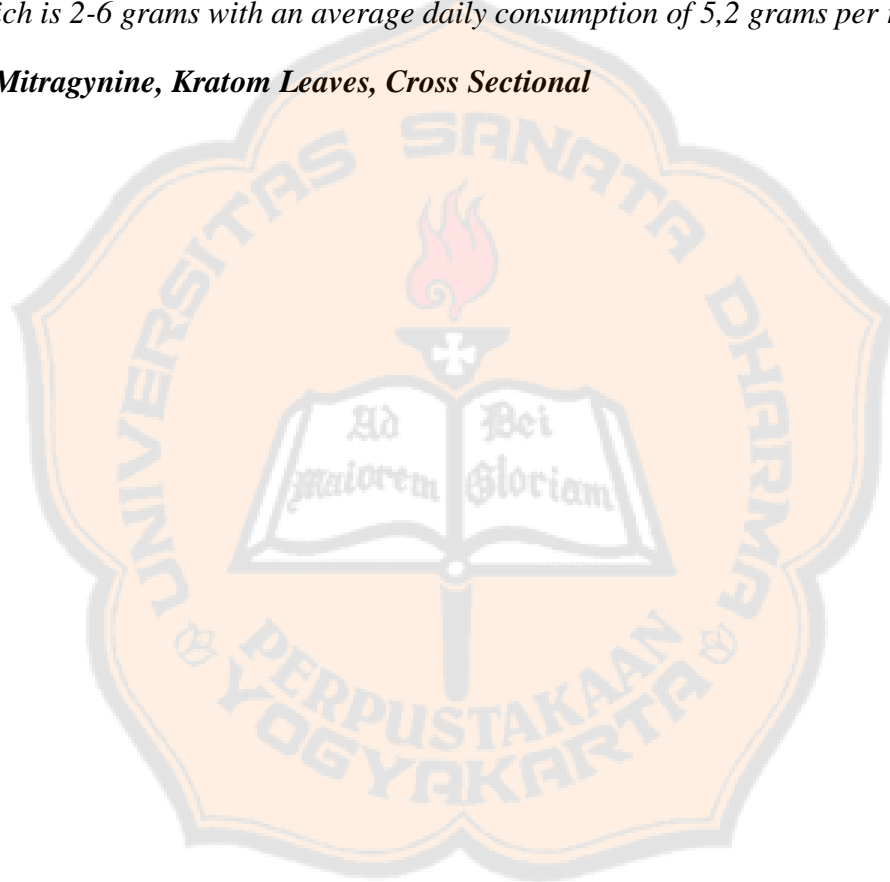 ich is 2-6 grams with an average daily consumption of 5,2 grams per
Mitragynine, Kratom Leaves, Cross Sectional
UNIVERSITAS SANATA DHARMA
Ad Dei
Maiorem Gloriam
PERPUSTAKAAN
YOGYAKARTA